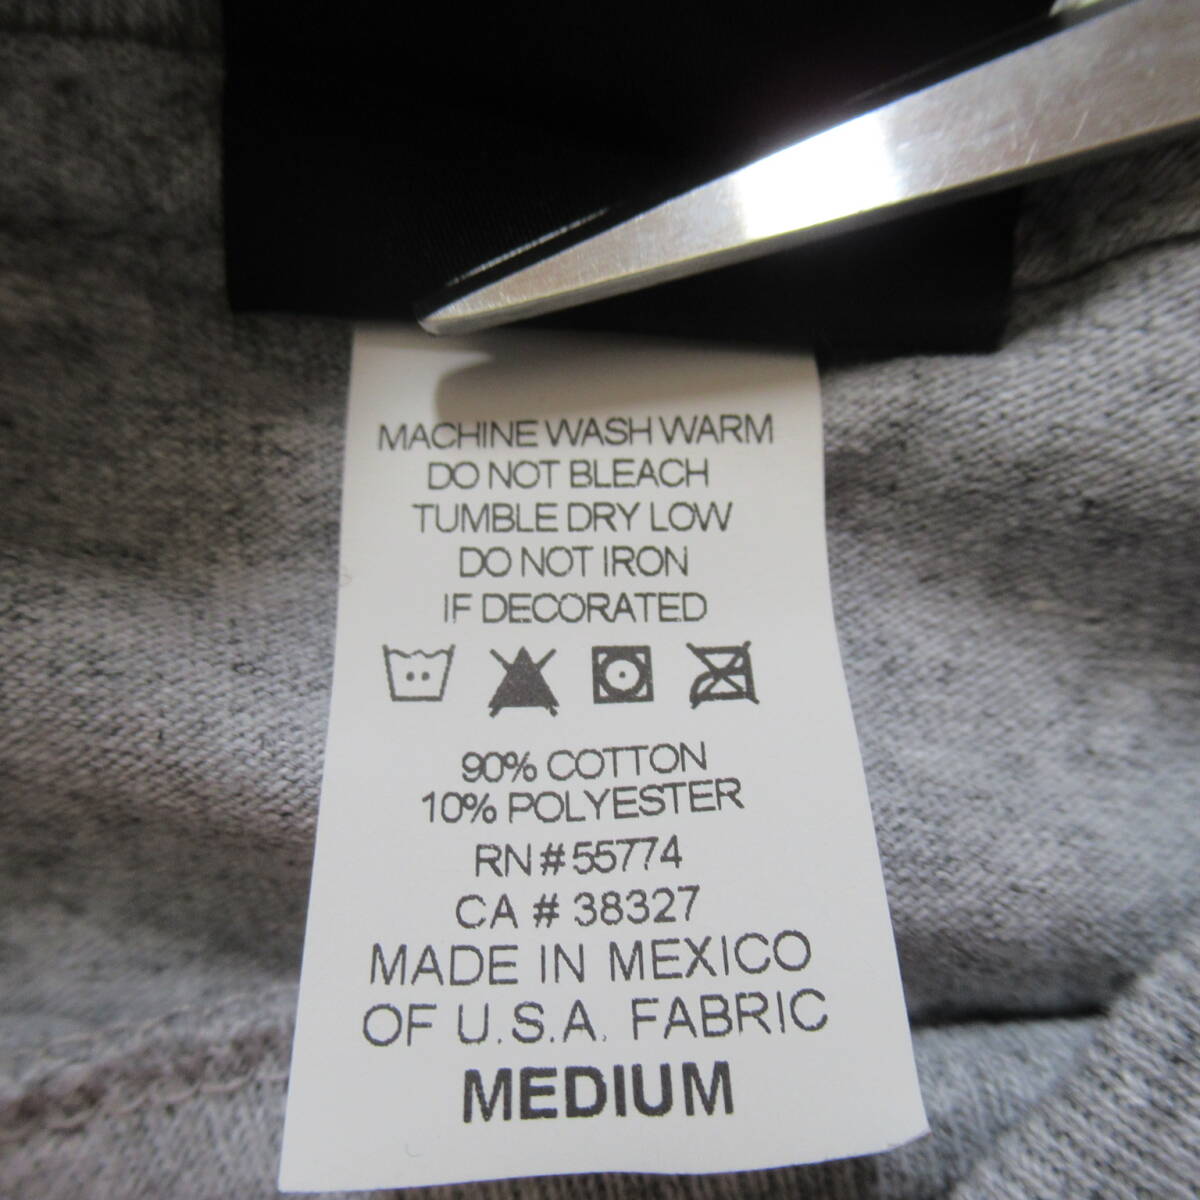 MACHINE WASH WARM
DO NOT BLEACH
TUMBLE DRY LOW
DO NOT IRON
IF DECORATED
90% COTTON
10% POLYESTER
RN # 55774
CA # 38327
MADE IN MEXICO
OF U.S.A. FABRIC
MEDIUM